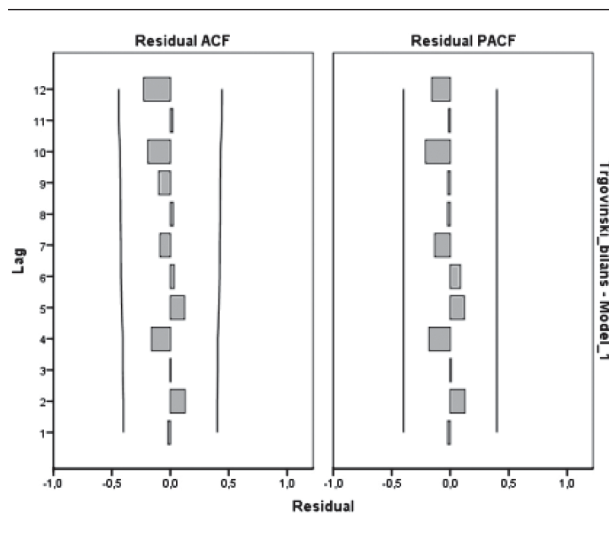 Residual ACF
Residual PACF
Lag
12
11
10
9
8
7
6
5
4
3
2
1
-1,0 -0,5 0,0 0,5 1,0
-1,0 -0,5 0,0 0,5 1,0
Residual
Trgovinski_bilans - Model_1